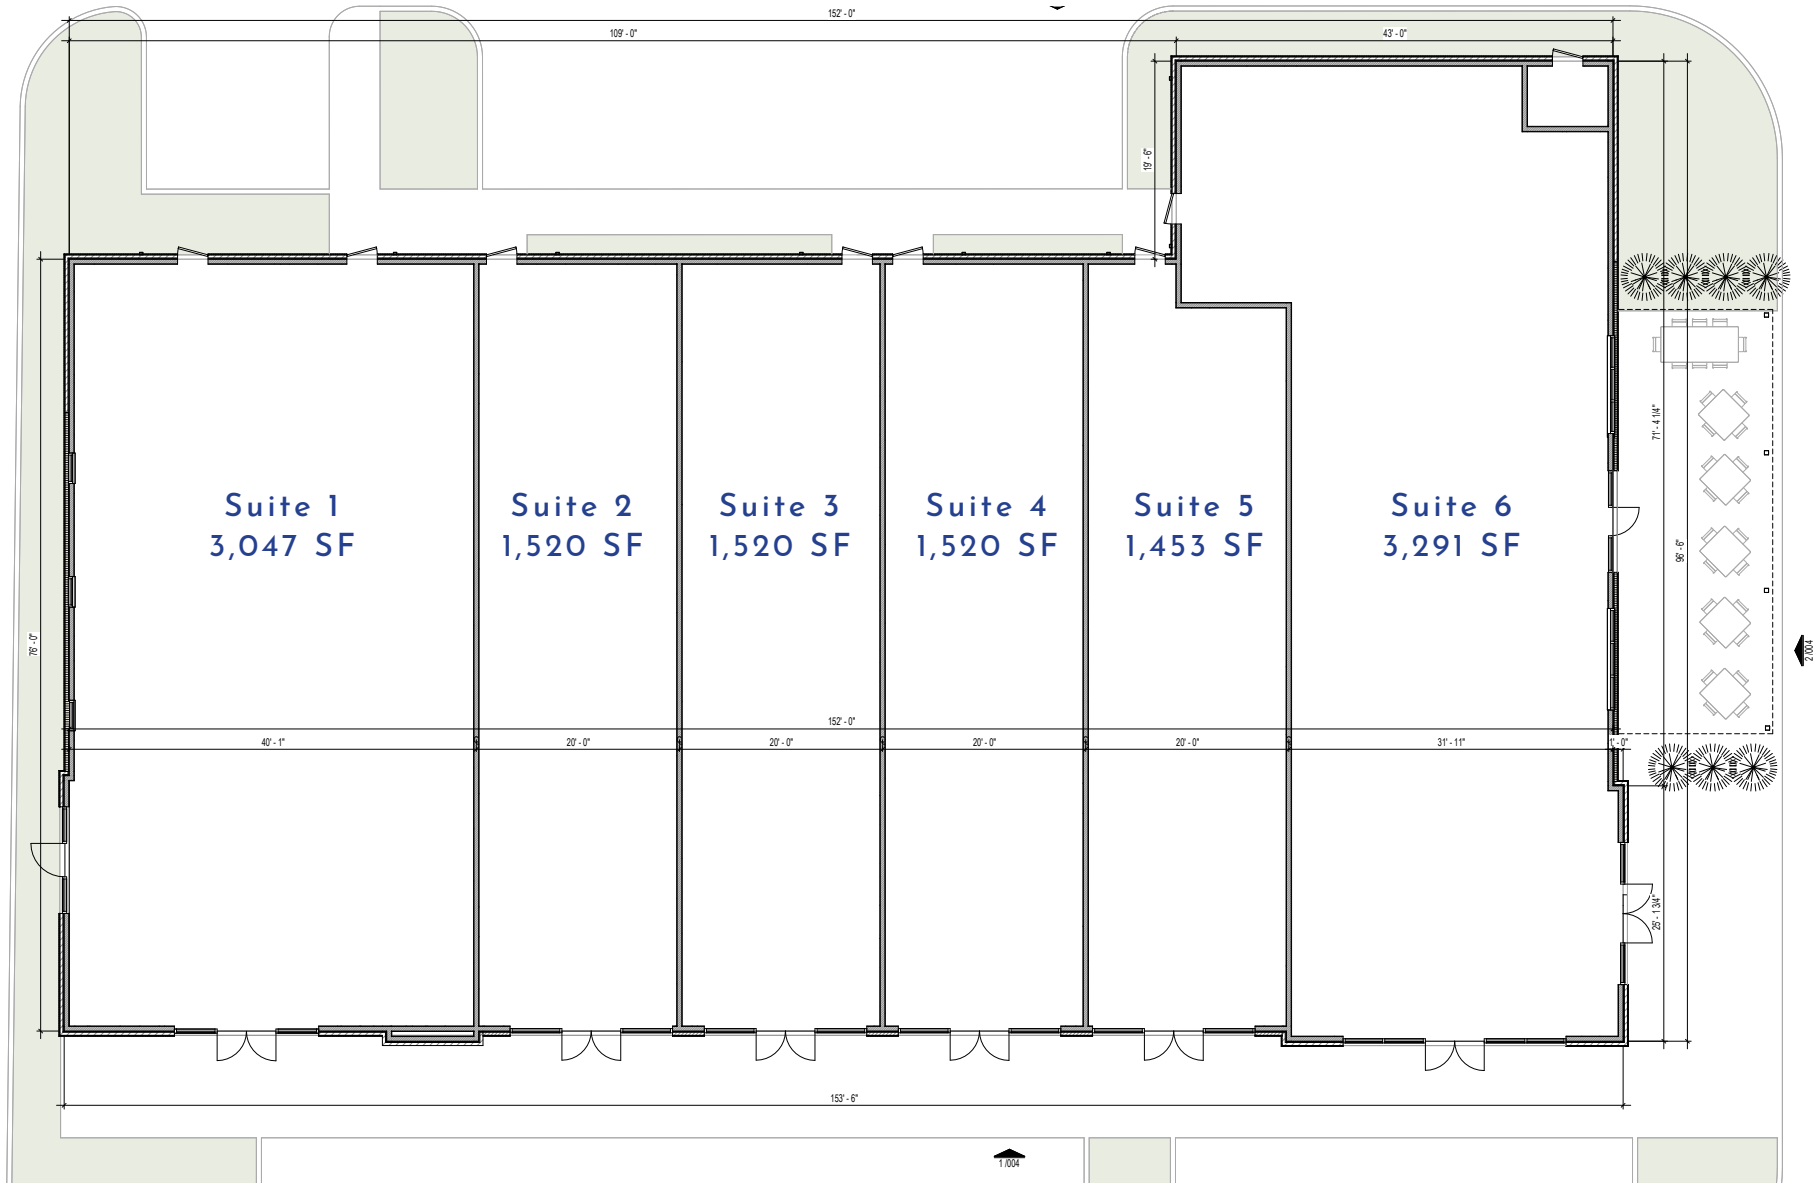 152' - 0"
109' - 0"
43' - 0"
19' - 6"
Suite 1
3,047 SF
Suite 2
1,520 SF
Suite 3
1,520 SF
Suite 4
1,520 SF
Suite 5
1,453 SF
Suite 6
3,291 SF
71' - 4 1/4"
96' - 6"
76' - 0"
2 /004
152' - 0"
40' - 1"
20' - 0"
20' - 0"
20' - 0"
20' - 0"
31' - 11"
1' - 0"
25' - 1 3/4"
153' - 6"
1 /004